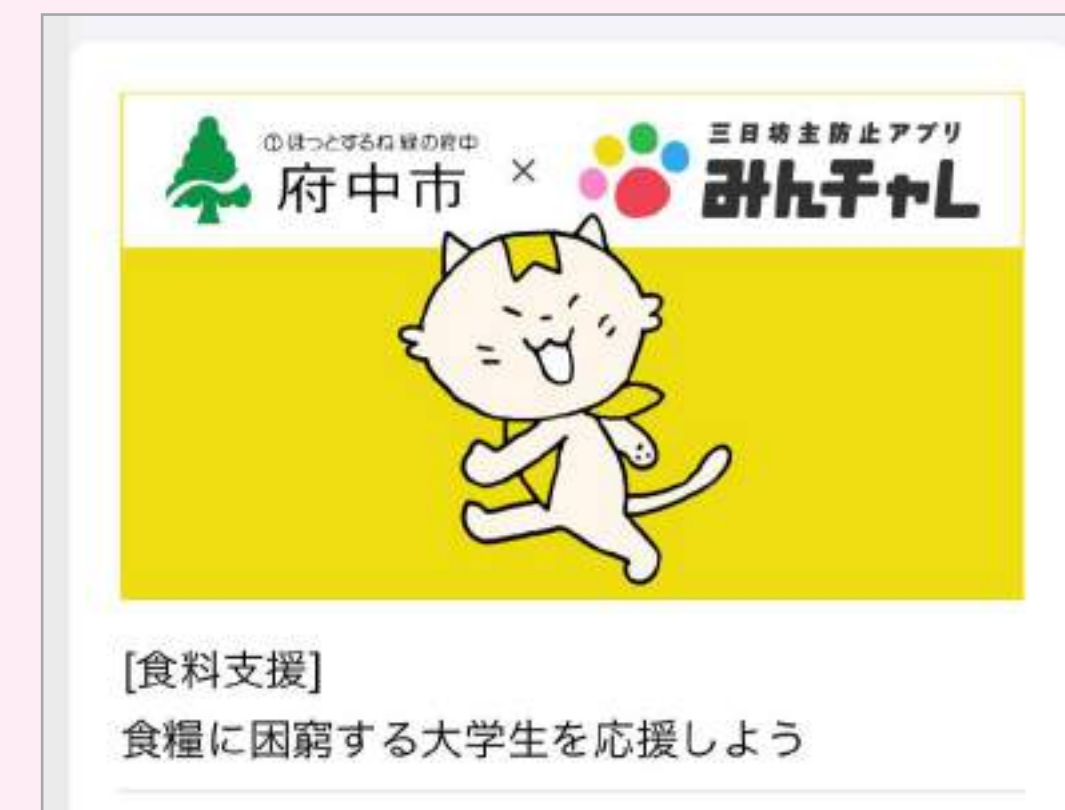 ほっとするね 緑の府中
府中市
×
三日坊主防止アプリ
みんチャレ
[食料支援]
食糧に困窮する大学生を応援しよう